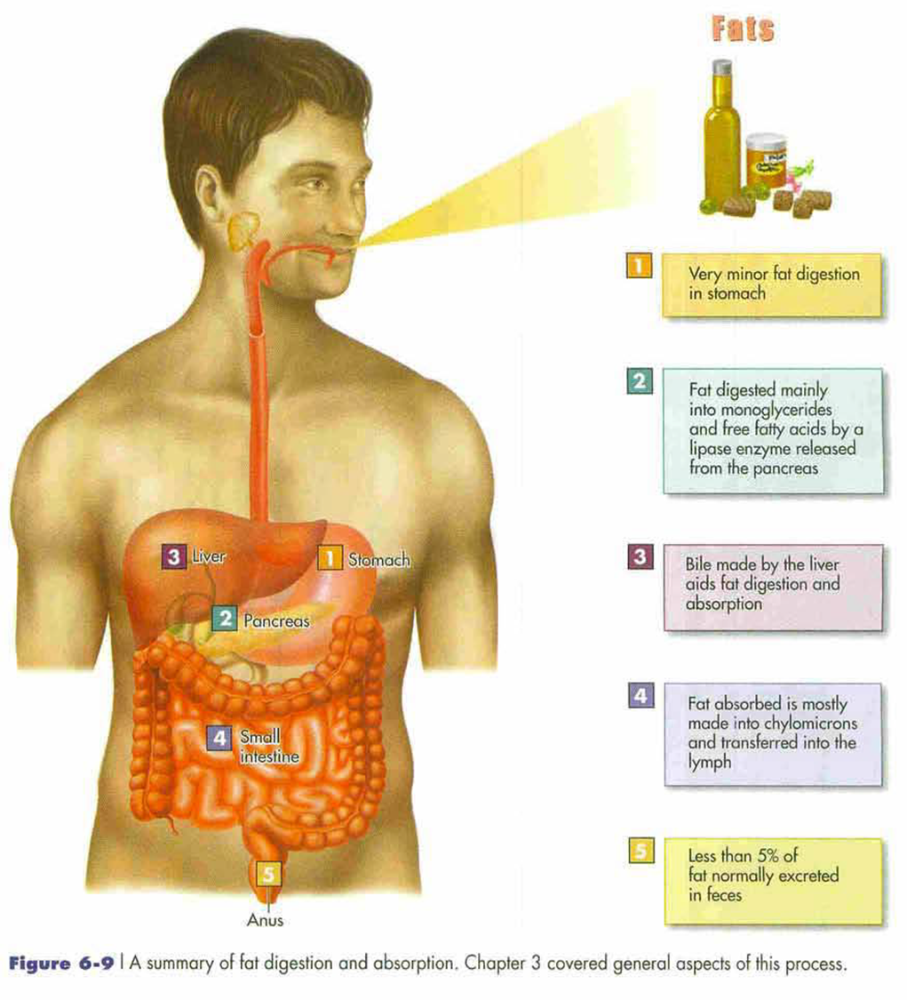 Fats
1
Very minor fat digestion
in stomach
2
Fat digested mainly
into monoglycerides
and free fatty acids by a
lipase enzyme released
from the pancreas
3
Bile made by the liver
aids fat digestion and
absorption
4
Fat absorbed is mostly
made into chylomicrons
and transferred into the
lymph
5
Less than 5% of
fat normally excreted
in feces
3 Liver
1 Stomach
2 Pancreas
4 Small
intestine
5
Anus
Figure 6-9 | A summary of fat digestion and absorption. Chapter 3 covered general aspects of this process.